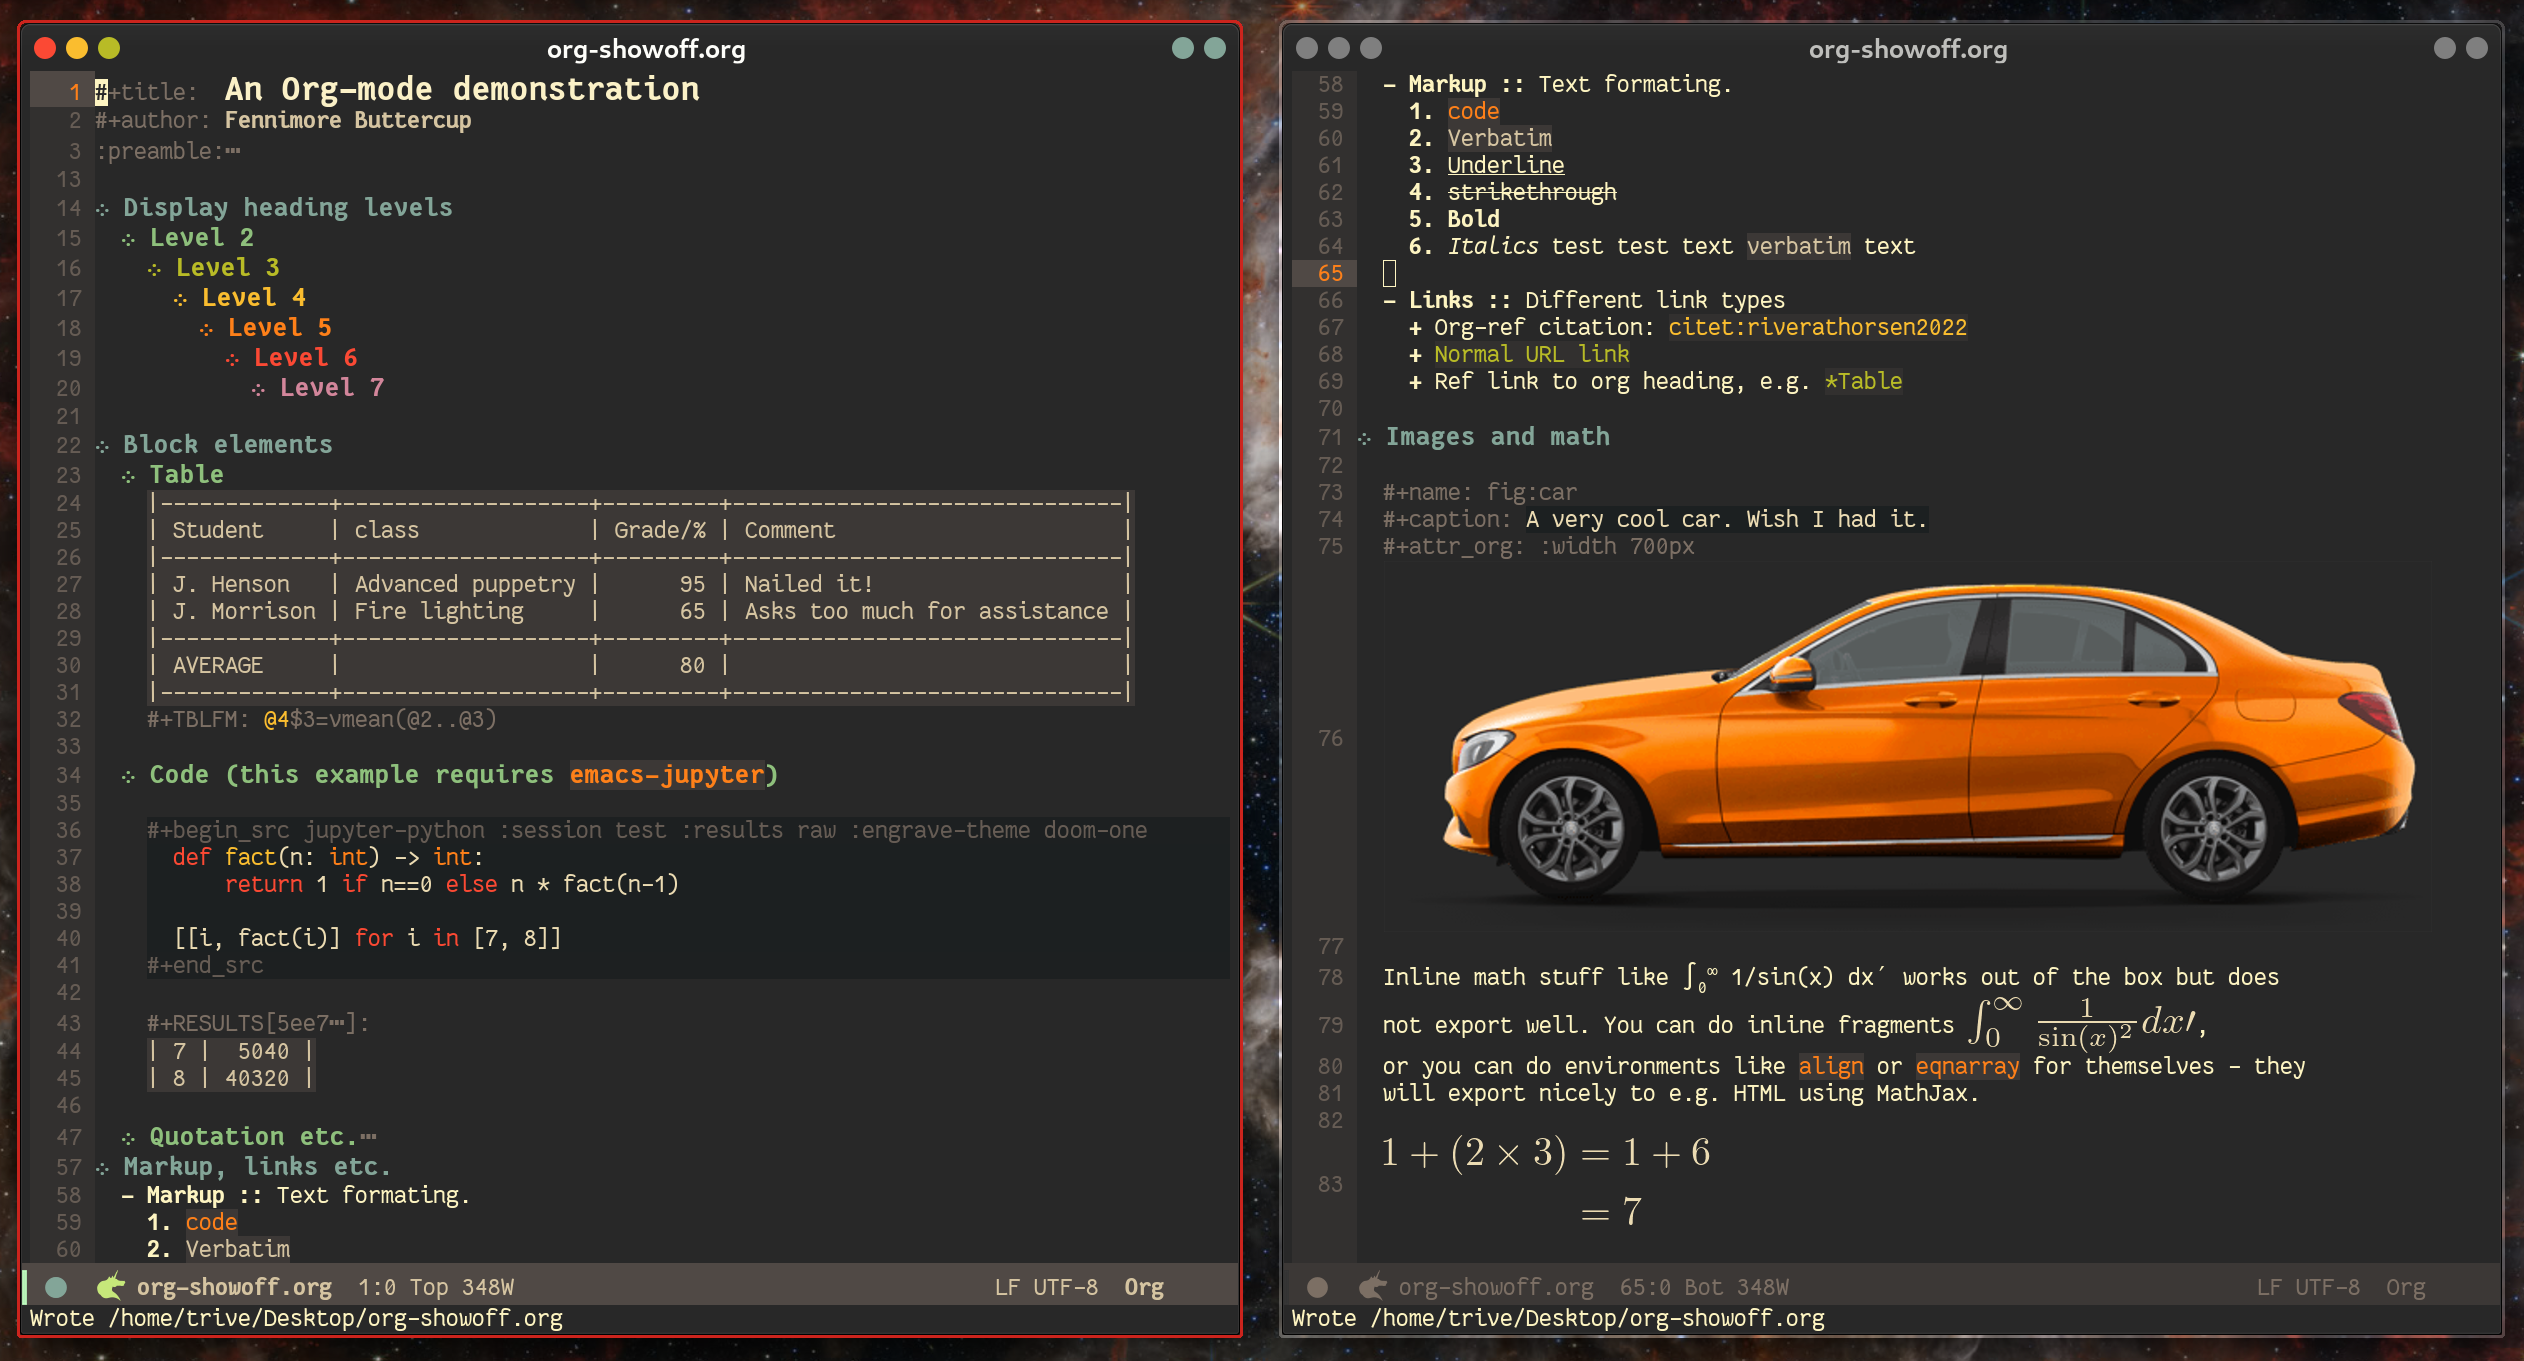 org-showoff.org
1 #+title: An Org-mode demonstration
2 #+author: Fennimore Buttercup
3 :preamble:⋯
13
14 Display heading levels
15 Level 2
16 Level 3
17 Level 4
18 Level 5
19 Level 6
20 Level 7
21
22 Block elements
23 Table
24 |-------------+-------------------+---------+------------------------------|
25 | Student | class | Grade/% | Comment |
26 |-------------+-------------------+---------+------------------------------|
27 | J. Henson | Advanced puppetry | 95 | Nailed it! |
28 | J. Morrison | Fire lighting | 65 | Asks too much for assistance |
29 |-------------+-------------------+---------+------------------------------|
30 | AVERAGE | | 80 | |
31 |-------------+-------------------+---------+------------------------------|
32 #+TBLFM: @4$3=vmean(@2..@3)
33
34 Code (this example requires emacs-jupyter)
35
36 #+begin_src jupyter-python :session test :results raw :engrave-theme doom-one
37 def fact(n: int) -> int:
38 return 1 if n==0 else n * fact(n-1)
39
40 [[i, fact(i)] for i in [7, 8]]
41 #+end_src
42
43 #+RESULTS[5ee7⋯]:
44 | 7 | 5040 |
45 | 8 | 40320 |
46
47 Quotation etc.⋯
57 Markup, links etc.
58 - Markup :: Text formating.
59 1. code
60 2. Verbatim
org-showoff.org 1:0 Top 348W LF UTF-8 Org
Wrote /home/trive/Desktop/org-showoff.org
org-showoff.org
58 - Markup :: Text formating.
59 1. code
60 2. Verbatim
61 3. Underline
62 4. strikethrough
63 5. Bold
64 6. Italics test test text verbatim text
65
66 - Links :: Different link types
67 + Org-ref citation: citet:riverathorsen2022
68 + Normal URL link
69 + Ref link to org heading, e.g. *Table
70
71 Images and math
72
73 #+name: fig:car
74 #+caption: A very cool car. Wish I had it.
75 #+attr_org: :width 700px
76
77
78 Inline math stuff like ∫₀^∞ 1/sin(x) dx′ works out of the box but does
79 not export well. You can do inline fragments ∫₀^∞ 1/sin(x)² dx′,
80 or you can do environments like align or eqnarray for themselves - they
81 will export nicely to e.g. HTML using MathJax.
82
83 1 + (2 × 3) = 1 + 6
= 7
org-showoff.org 65:0 Bot 348W LF UTF-8 Org
Wrote /home/trive/Desktop/org-showoff.org